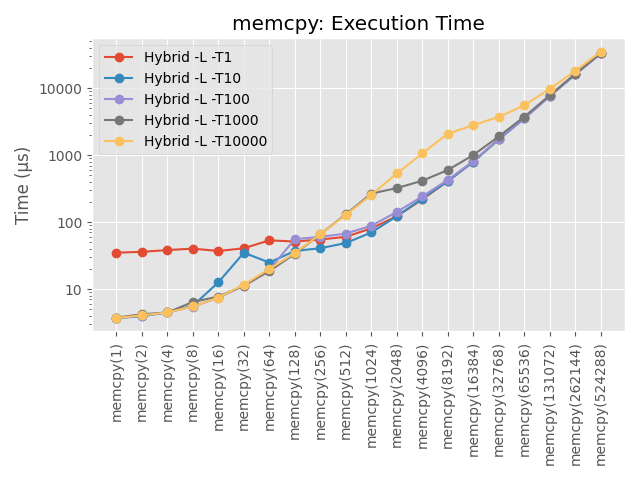 memcpy: Execution Time
Hybrid -L -T1
Hybrid -L -T10
Hybrid -L -T100
Hybrid -L -T1000
Hybrid -L -T10000
Time (µs)
10000
1000
100
10
memcpy(1)
memcpy(2)
memcpy(4)
memcpy(8)
memcpy(16)
memcpy(32)
memcpy(64)
memcpy(128)
memcpy(256)
memcpy(512)
memcpy(1024)
memcpy(2048)
memcpy(4096)
memcpy(8192)
memcpy(16384)
memcpy(32768)
memcpy(65536)
memcpy(131072)
memcpy(262144)
memcpy(524288)